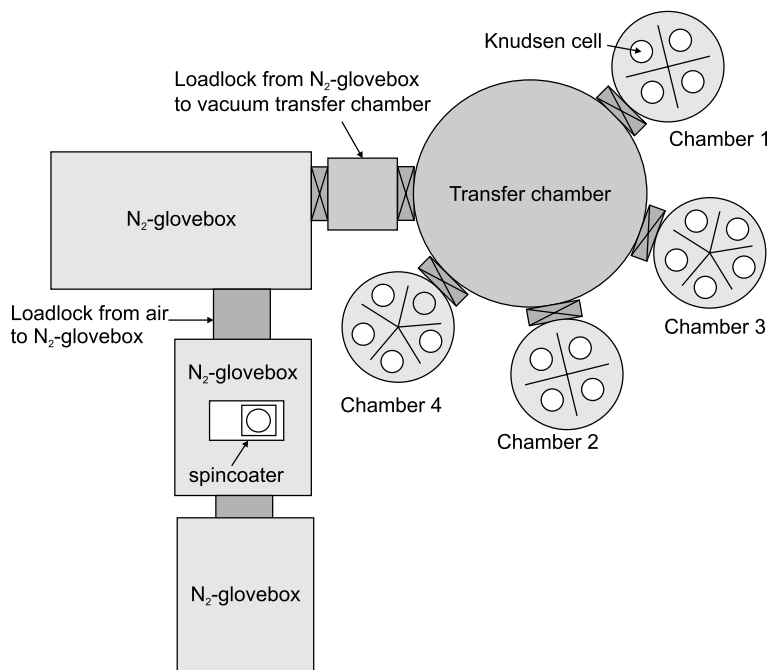 Knudsen cell
Loadlock from N₂-glovebox
to vacuum transfer chamber
Chamber 1
Transfer chamber
N₂-glovebox
Loadlock from air
to N₂-glovebox
Chamber 3
N₂-glovebox
Chamber 4
Chamber 2
spincoater
N₂-glovebox